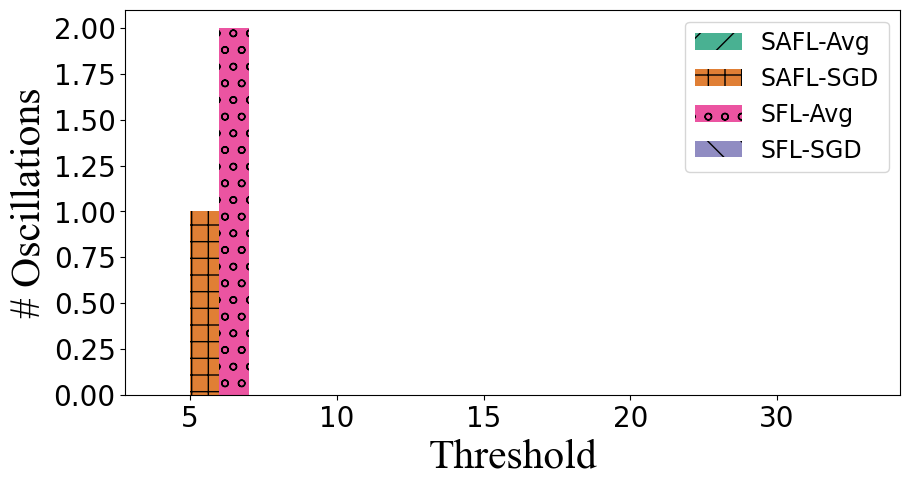 # Oscillations
2.00
1.75
1.50
1.25
1.00
0.75
0.50
0.25
0.00
5 10 15 20 30
Threshold
SAFL-Avg
SAFL-SGD
SFL-Avg
SFL-SGD